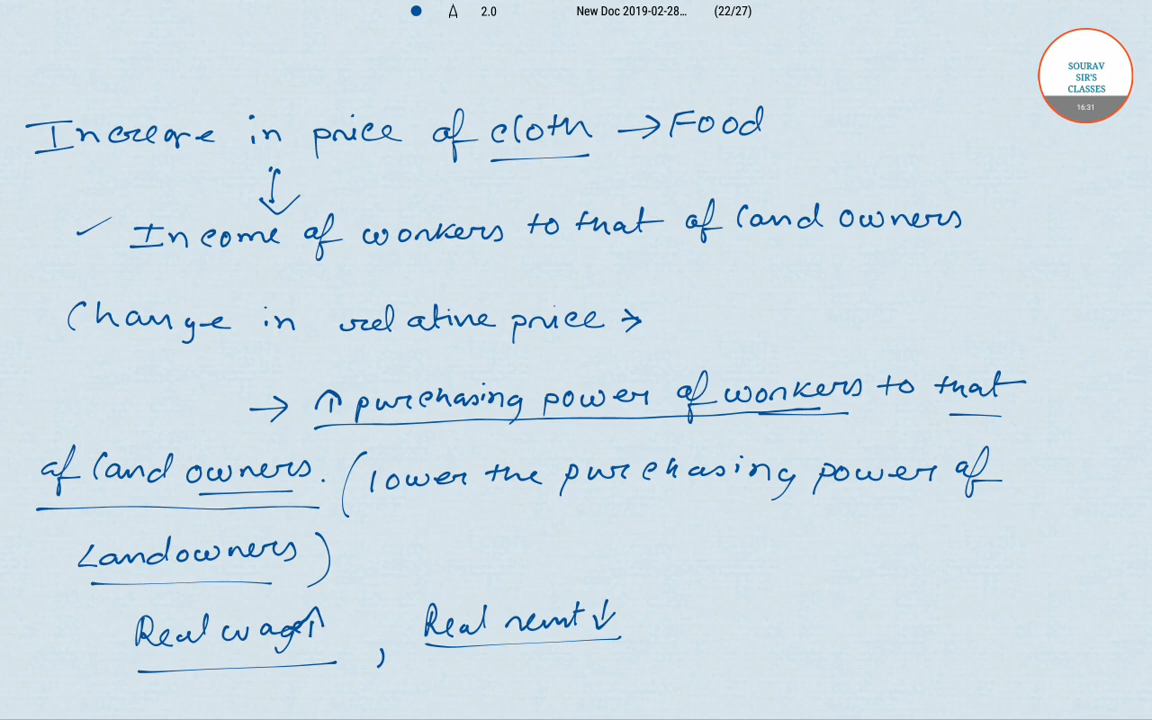 2.0 New Doc 2019-02-28... (22/27)
SOURAV
SIR'S
CLASSES
16:31
Increase in price of cloth → Food
Income of workers to that of land owners
Change in relative price →
→ ↑ purchasing power of workers to that
of land owners. (lower the purchasing power of
Landowners)
Real wage↑, Real rent ↓